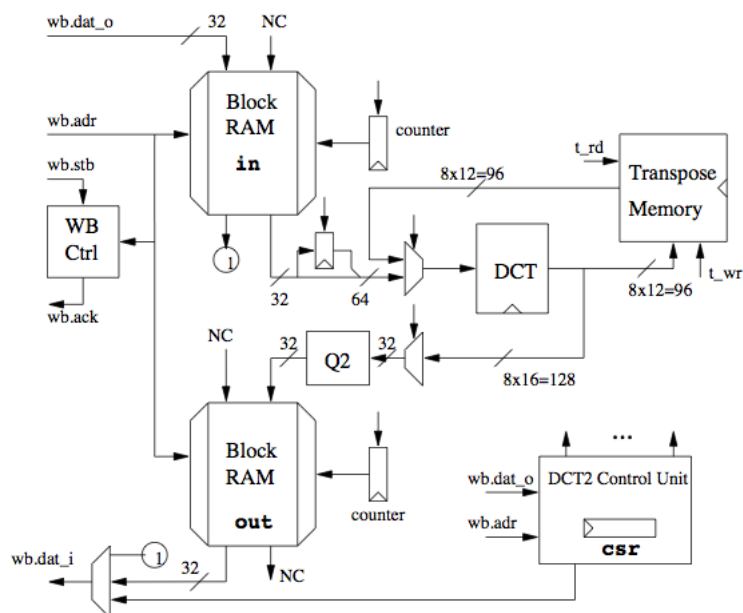 wb.dat_o
32
NC
Block
RAM
in
wb.adr
counter
t_rd
8x12=96
Transpose
Memory
wb.stb
WB
Ctrl
1
DCT
32
64
8x12=96
t_wr
wb.ack
NC
32
Q2
32
8x16=128
Block
RAM
out
counter
...
wb.dat_o
DCT2 Control Unit
wb.adr
csr
wb.dat_i
1
32
NC